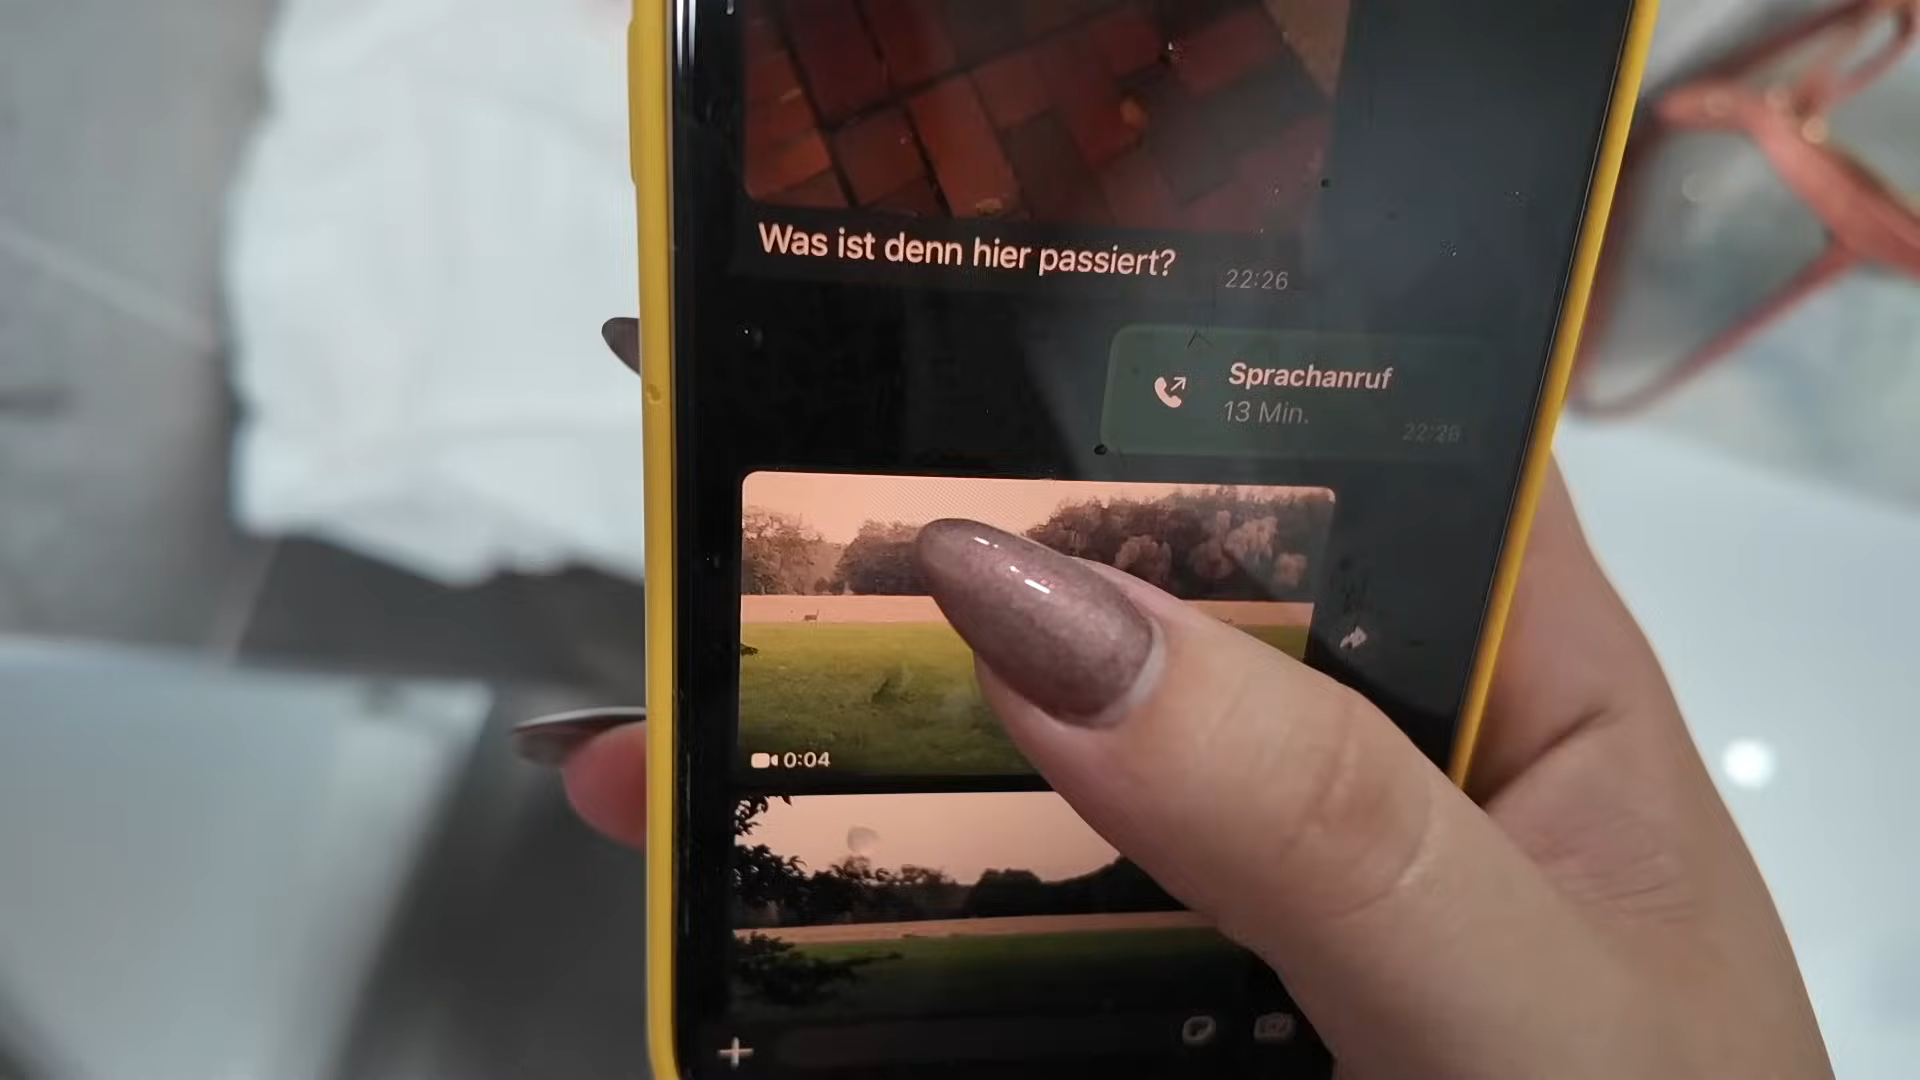 Was ist denn hier passiert?
22:26
Sprachanruf
13 Min.
22:26
0:04